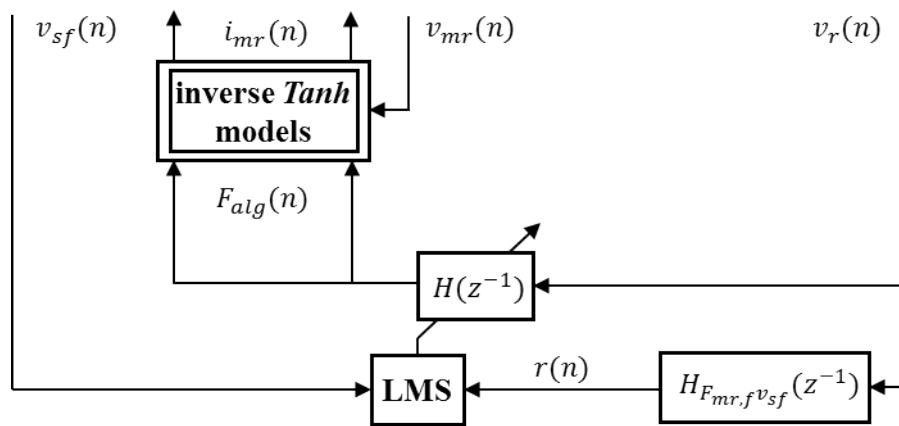 v_{sf}(n)
i_{mr}(n)
v_{mr}(n)
v_r(n)
inverse Tanh
models
F_{alg}(n)
H(z^{-1})
LMS
r(n)
H_{F_{mr,f}v_{sf}}(z^{-1})